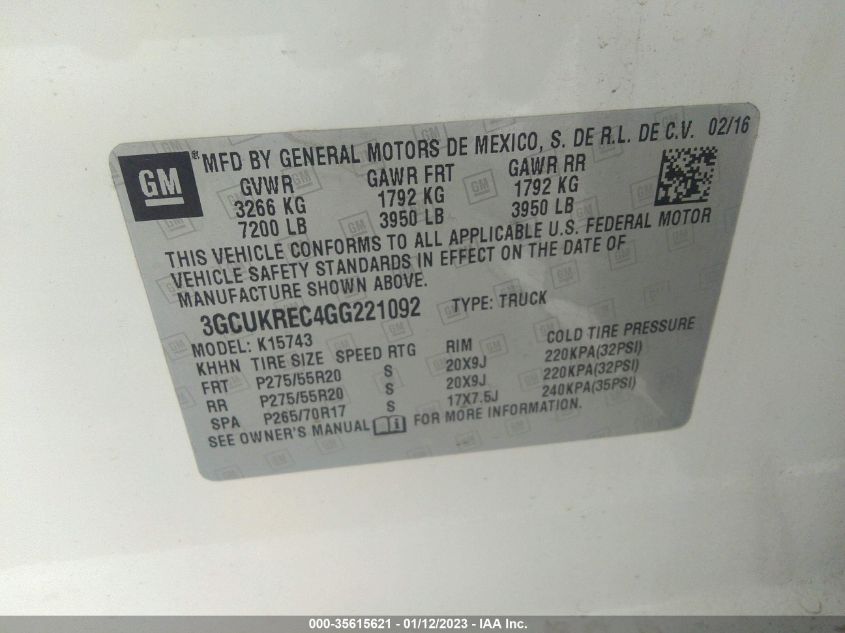 GM ® MFD BY GENERAL MOTORS DE MEXICO, S. DE R.L. DE C.V. 02/16
GVWR GAWR FRT GAWR RR
3266 KG 1792 KG 1792 KG
7200 LB 3950 LB 3950 LB
THIS VEHICLE CONFORMS TO ALL APPLICABLE U.S. FEDERAL MOTOR
VEHICLE SAFETY STANDARDS IN EFFECT ON THE DATE OF
MANUFACTURE SHOWN ABOVE.
3GCUKREC4GG221092 TYPE: TRUCK
MODEL: K15743
KHHN TIRE SIZE SPEED RTG RIM COLD TIRE PRESSURE
FRT P275/55R20 S 20X9J 220KPA(32PSI)
RR P275/55R20 S 20X9J 220KPA(32PSI)
SPA P265/70R17 S 17X7.5J 240KPA(35PSI)
SEE OWNER'S MANUAL i FOR MORE INFORMATION.
000-35615621 - 01/12/2023 - IAA Inc.